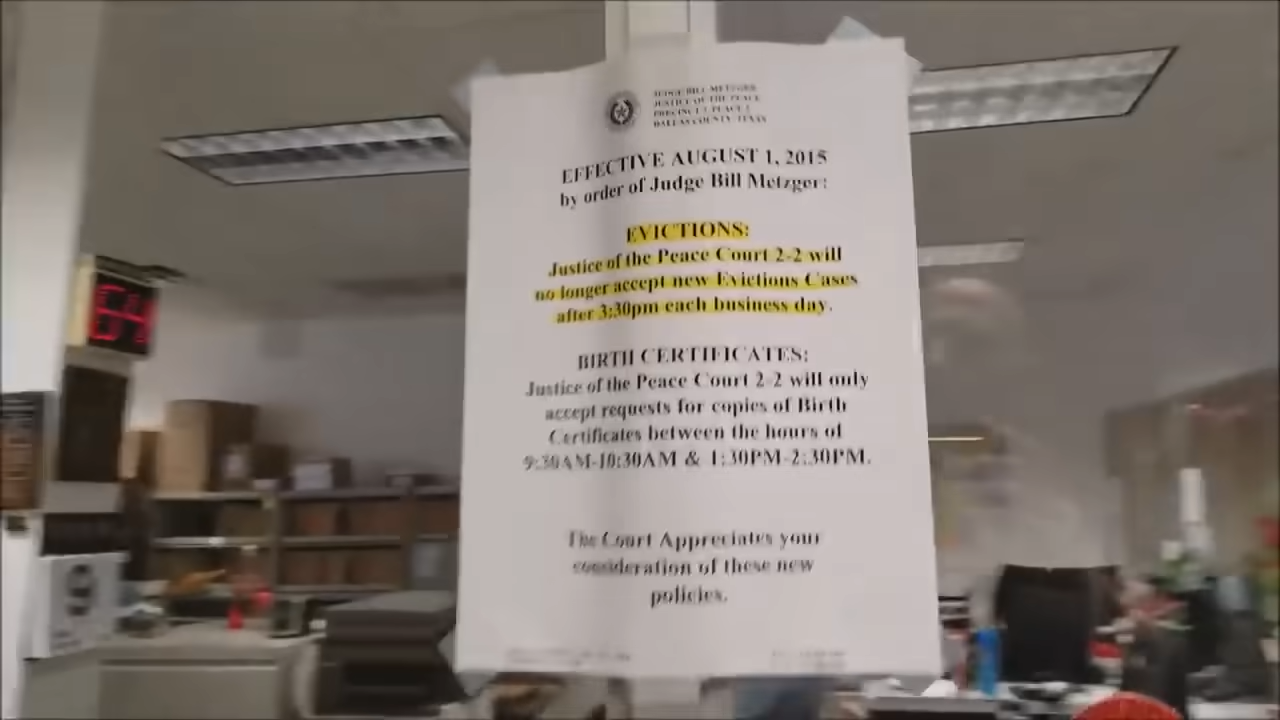 JUDGE BILL METZGER
JUSTICE OF THE PEACE
PRECINCT 2 PLACE 2
DALLAS COUNTY, TEXAS
EFFECTIVE AUGUST 1, 2015
by order of Judge Bill Metzger:
EVICTIONS:
Justice of the Peace Court 2-2 will
no longer accept new Evictions Cases
after 3:30pm each business day.
BIRTH CERTIFICATES:
Justice of the Peace Court 2-2 will only
accept requests for copies of Birth
Certificates between the hours of
9:30AM-10:30AM & 1:30PM-2:30PM.
The Court Appreciates your
consideration of these new
policies.
64
9